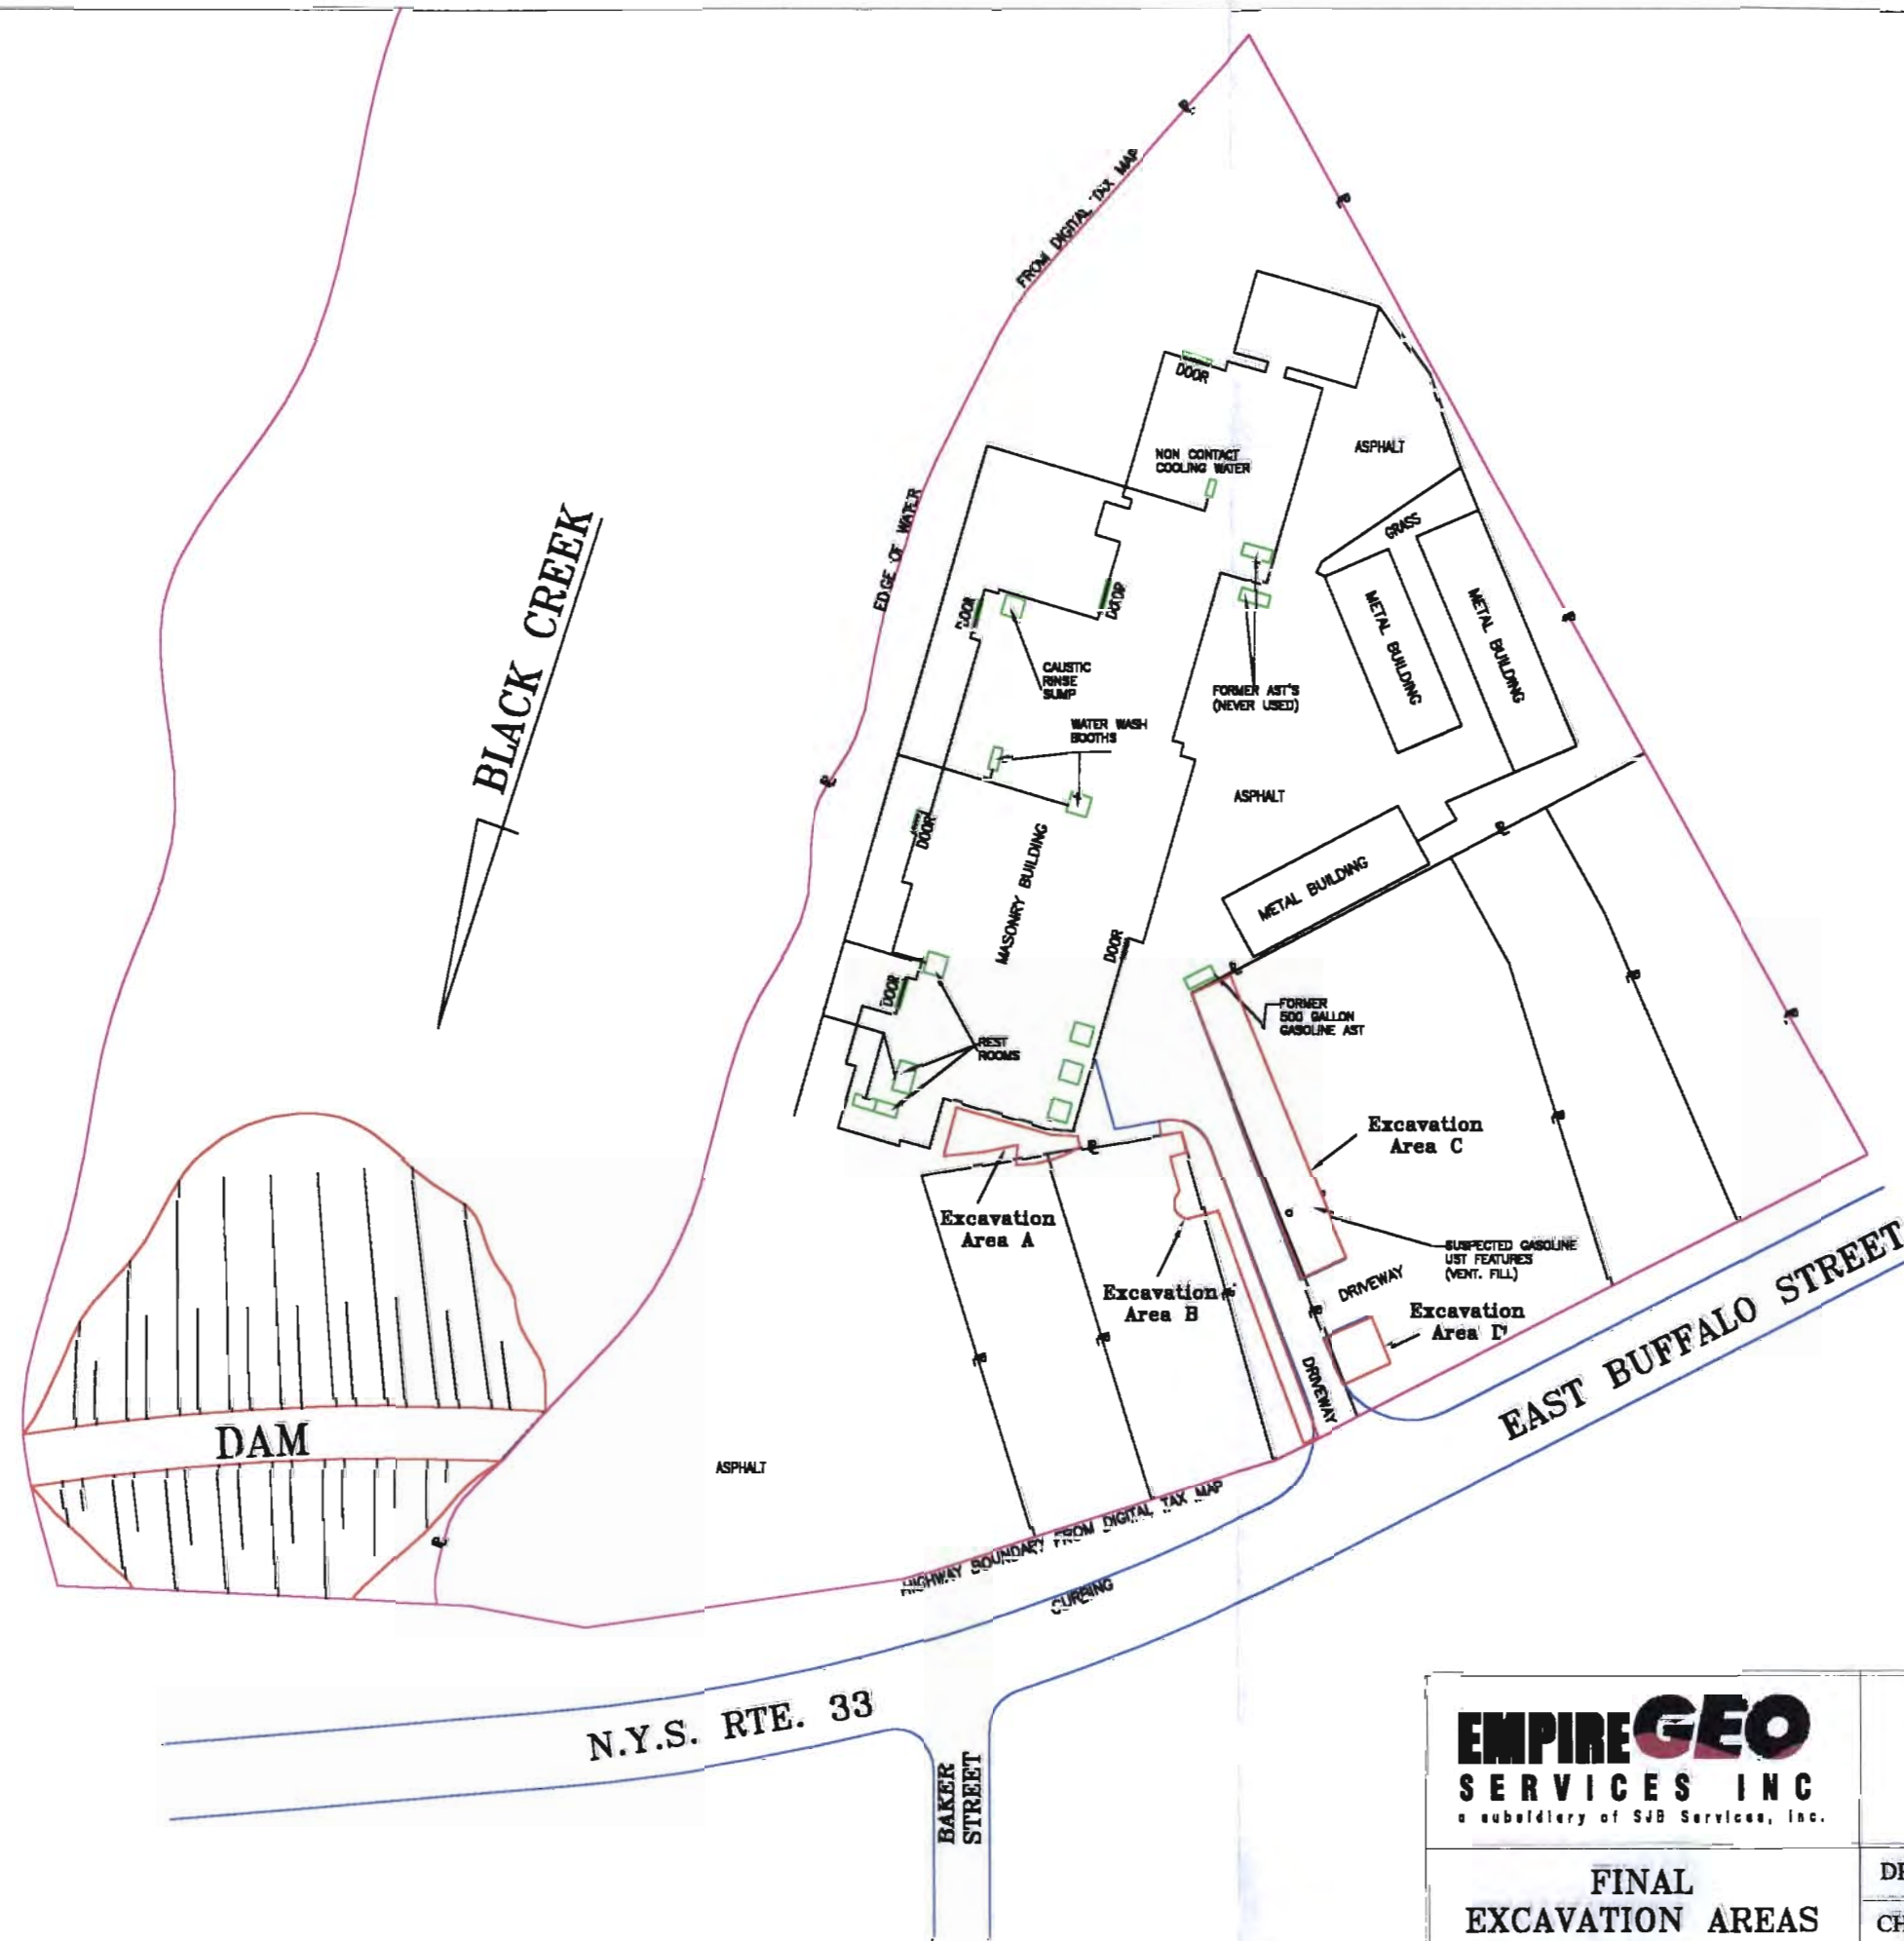 FROM DIGITAL TAX MAP
DOOR
NON CONTACT
COOLING WATER
ASPHALT
EDGE OF WATER
GRASS
BLACK CREEK
METAL BUILDING
METAL BUILDING
DOOR
DOOR
CAUSTIC
RINSE
SUMP
FORMER AST'S
(NEVER USED)
WATER WASH
BOOTHS
ASPHALT
DOOR
MASONRY BUILDING
METAL BUILDING
DOOR
DOOR
FORMER
500 GALLON
GASOLINE AST
REST
ROOMS
Excavation
Area C
Excavation
Area A
SUSPECTED GASOLINE
UST FEATURES
(VENT. FILL)
Excavation
Area B
DRIVEWAY
Excavation
Area D
DRIVEWAY
EAST BUFFALO STREET
DAM
ASPHALT
HIGHWAY BOUNDARY FROM DIGITAL TAX MAP
CURBING
N.Y.S. RTE. 33
BAKER
STREET
EMPIRE GEO
SERVICES INC
a subsidiary of SJB Services, Inc.
FINAL
EXCAVATION AREAS